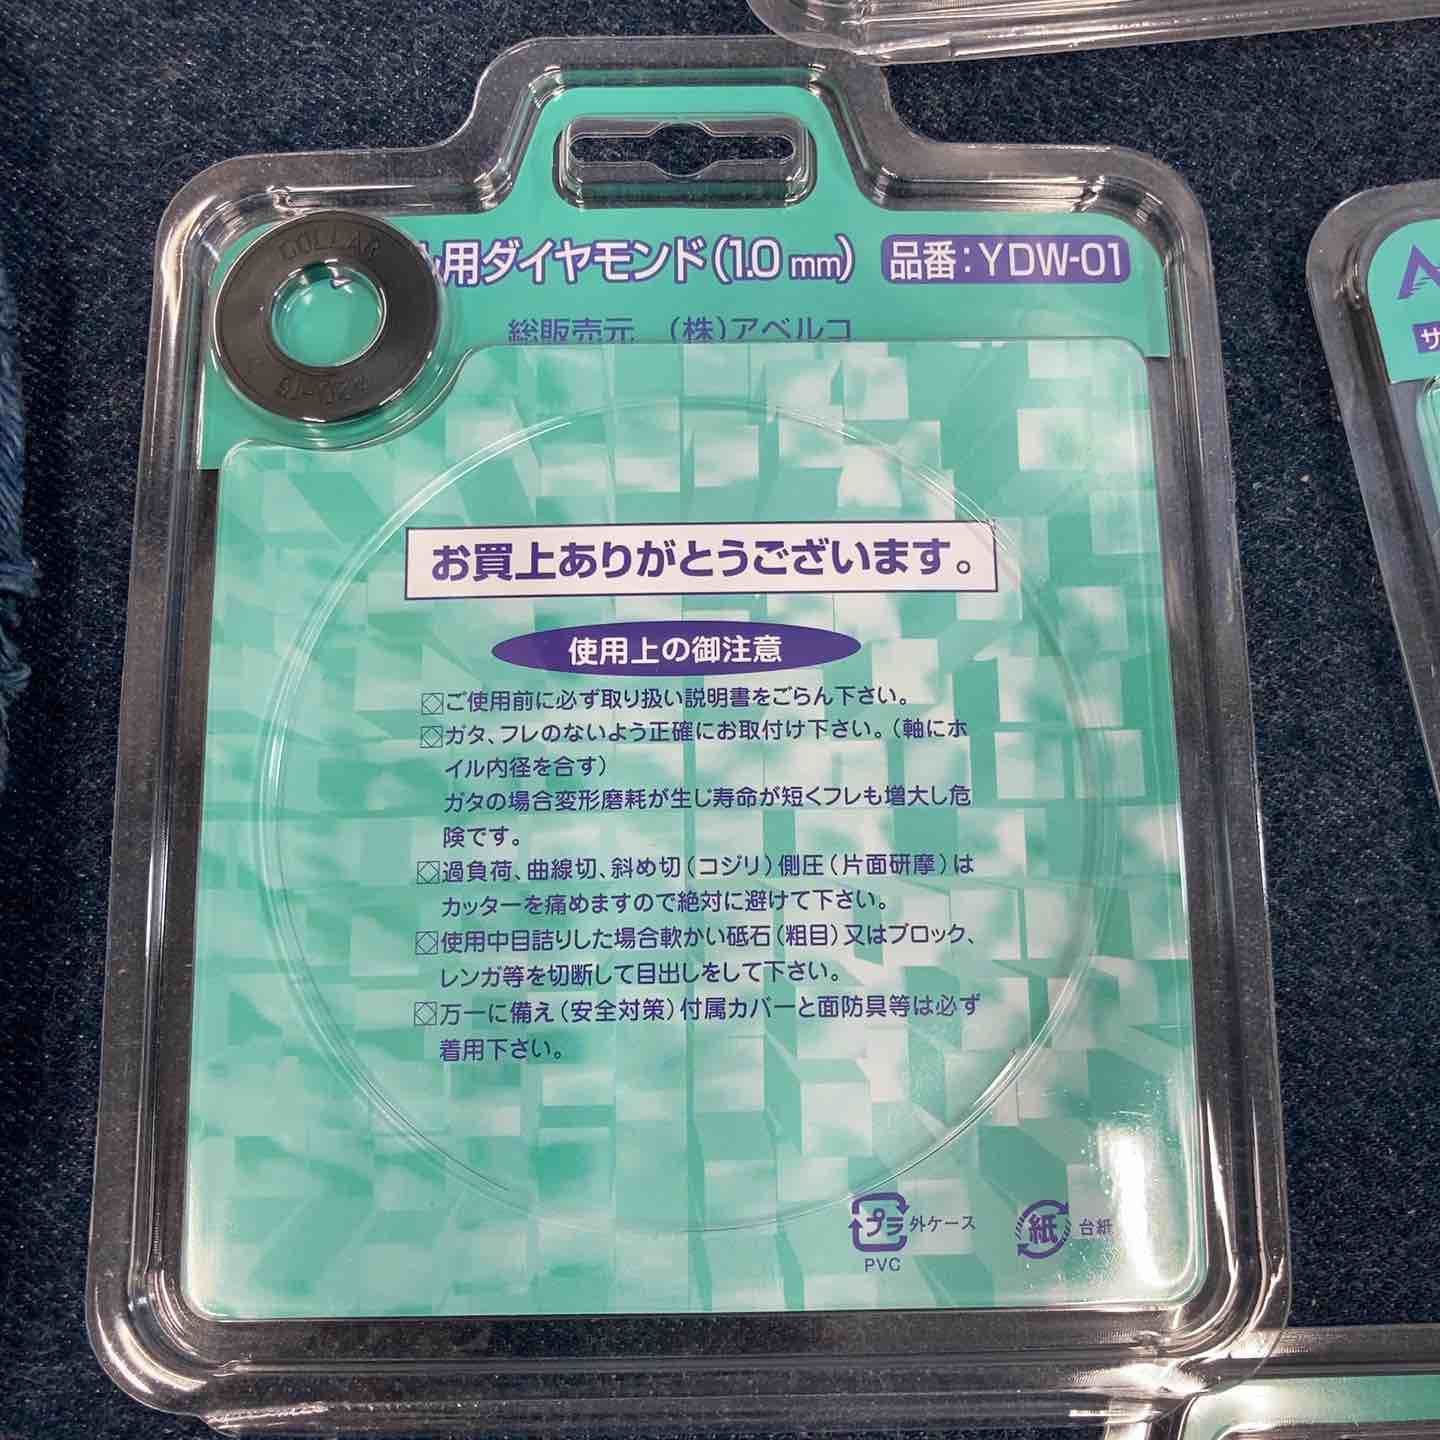 用ダイヤモンド(1.0 mm) 品番:YDW-01
総販売元 (株)アベルコ
DOLLAR
お買上ありがとうございます。
使用上の御注意
ご使用前に必ず取り扱い説明書をごらん下さい。
ガタ、フレのないよう正確にお取付け下さい。(軸にホ
イル内径を合す)
ガタの場合変形磨耗が生じ寿命が短くフレも増大し危
険です。
過負荷、曲線切、斜め切(コジリ)側圧(片面研摩)は
カッターを痛めますので絶対に避けて下さい。
使用中目詰りした場合軟かい砥石(粗目)又はブロック、
レンガ等を切断して目出しをして下さい。
万一に備え(安全対策)付属カバーと面防具等は必ず
着用下さい。
プラ 外ケース
PVC
紙 台紙
A
サ